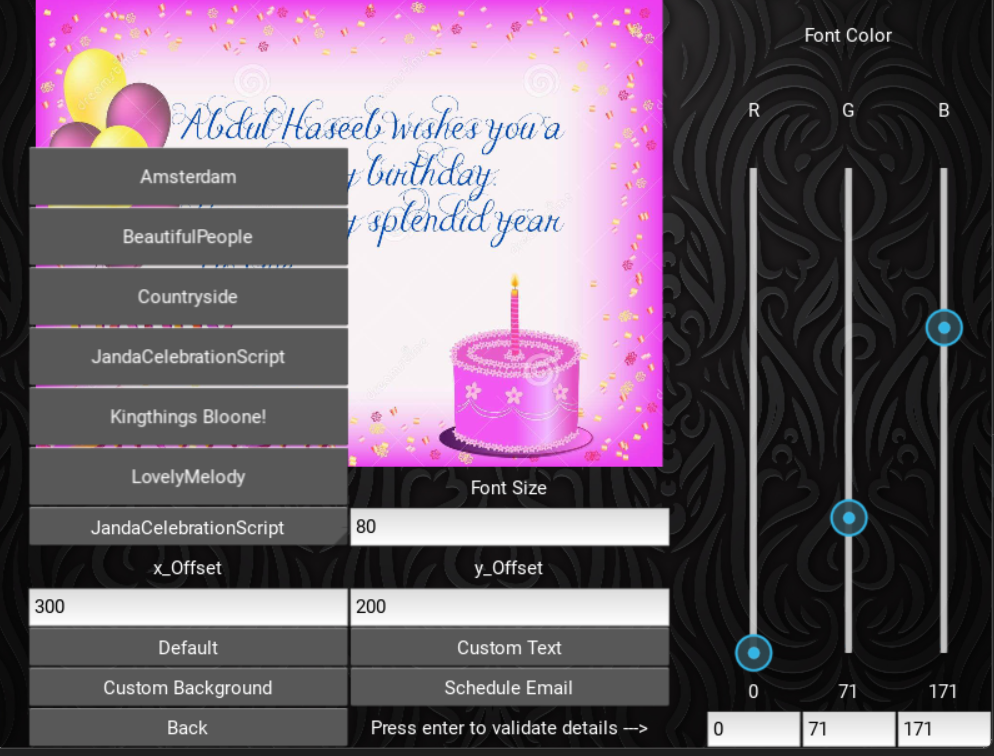 Font Color
R G B
Abdul Haseeb wishes you a
birthday.
splendid year
Amsterdam
BeautifulPeople
Countryside
JandaCelebrationScript
Kingthings Bloone!
LovelyMelody
Font Size
JandaCelebrationScript 80
x_Offset y_Offset
300 200
Default Custom Text
Custom Background Schedule Email
0 71 171
Back Press enter to validate details --->
0 71 171